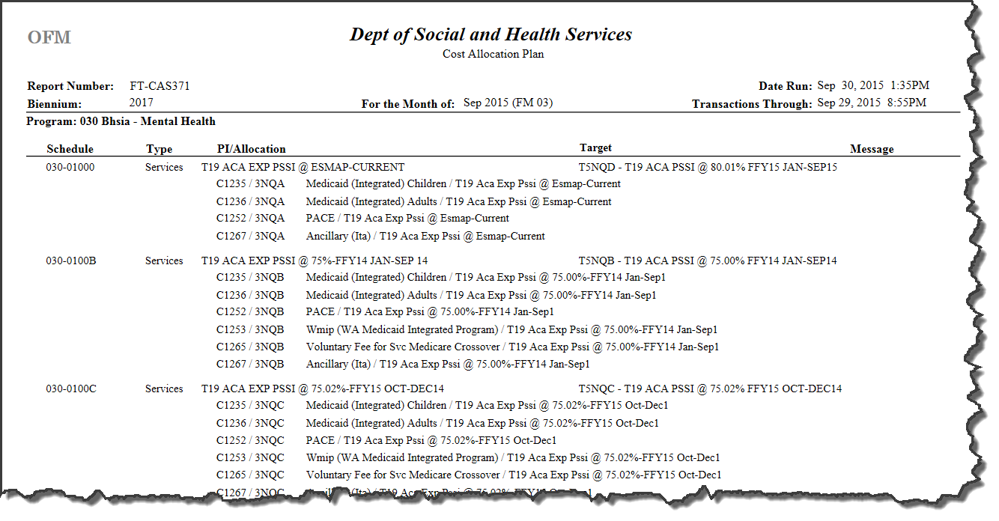 OFM
Dept of Social and Health Services
Cost Allocation Plan
Report Number: FT-CAS371 Date Run: Sep 30, 2015 1:35PM
Biennium: 2017 For the Month of: Sep 2015 (FM 03) Transactions Through: Sep 29, 2015 8:55PM
Program: 030 Bhsia - Mental Health
Schedule Type PI/Allocation Target Message
030-01000 Services T19 ACA EXP PSSI @ ESMAP-CURRENT T5NQD - T19 ACA PSSI @ 80.01% FFY15 JAN-SEP15
C1235 / 3NQA Medicaid (Integrated) Children / T19 Aca Exp Pssi @ Esmap-Current
C1236 / 3NQA Medicaid (Integrated) Adults / T19 Aca Exp Pssi @ Esmap-Current
C1252 / 3NQA PACE / T19 Aca Exp Pssi @ Esmap-Current
C1267 / 3NQA Ancillary (Ita) / T19 Aca Exp Pssi @ Esmap-Current
030-0100B Services T19 ACA EXP PSSI @ 75%-FFY14 JAN-SEP 14 T5NQB - T19 ACA PSSI @ 75.00% FFY14 JAN-SEP14
C1235 / 3NQB Medicaid (Integrated) Children / T19 Aca Exp Pssi @ 75.00%-FFY14 Jan-Sep1
C1236 / 3NQB Medicaid (Integrated) Adults / T19 Aca Exp Pssi @ 75.00%-FFY14 Jan-Sep1
C1252 / 3NQB PACE / T19 Aca Exp Pssi @ 75.00%-FFY14 Jan-Sep1
C1253 / 3NQB Wmip (WA Medicaid Integrated Program) / T19 Aca Exp Pssi @ 75.00%-FFY14 Jan-Sep1
C1265 / 3NQB Voluntary Fee for Svc Medicare Crossover / T19 Aca Exp Pssi @ 75.00%-FFY14 Jan-Sep1
C1267 / 3NQB Ancillary (Ita) / T19 Aca Exp Pssi @ 75.00%-FFY14 Jan-Sep1
030-0100C Services T19 ACA EXP PSSI @ 75.02%-FFY15 OCT-DEC14 T5NQC - T19 ACA PSSI @ 75.02% FFY15 OCT-DEC14
C1235 / 3NQC Medicaid (Integrated) Children / T19 Aca Exp Pssi @ 75.02%-FFY15 Oct-Dec1
C1236 / 3NQC Medicaid (Integrated) Adults / T19 Aca Exp Pssi @ 75.02%-FFY15 Oct-Dec1
C1252 / 3NQC PACE / T19 Aca Exp Pssi @ 75.02%-FFY15 Oct-Dec1
C1253 / 3NQC Wmip (WA Medicaid Integrated Program) / T19 Aca Exp Pssi @ 75.02%-FFY15 Oct-Dec1
C1265 / 3NQC Voluntary Fee for Svc Medicare Crossover / T19 Aca Exp Pssi @ 75.02%-FFY15 Oct-Dec1
C1267 / 3NQC (Ita) / T19 Aca